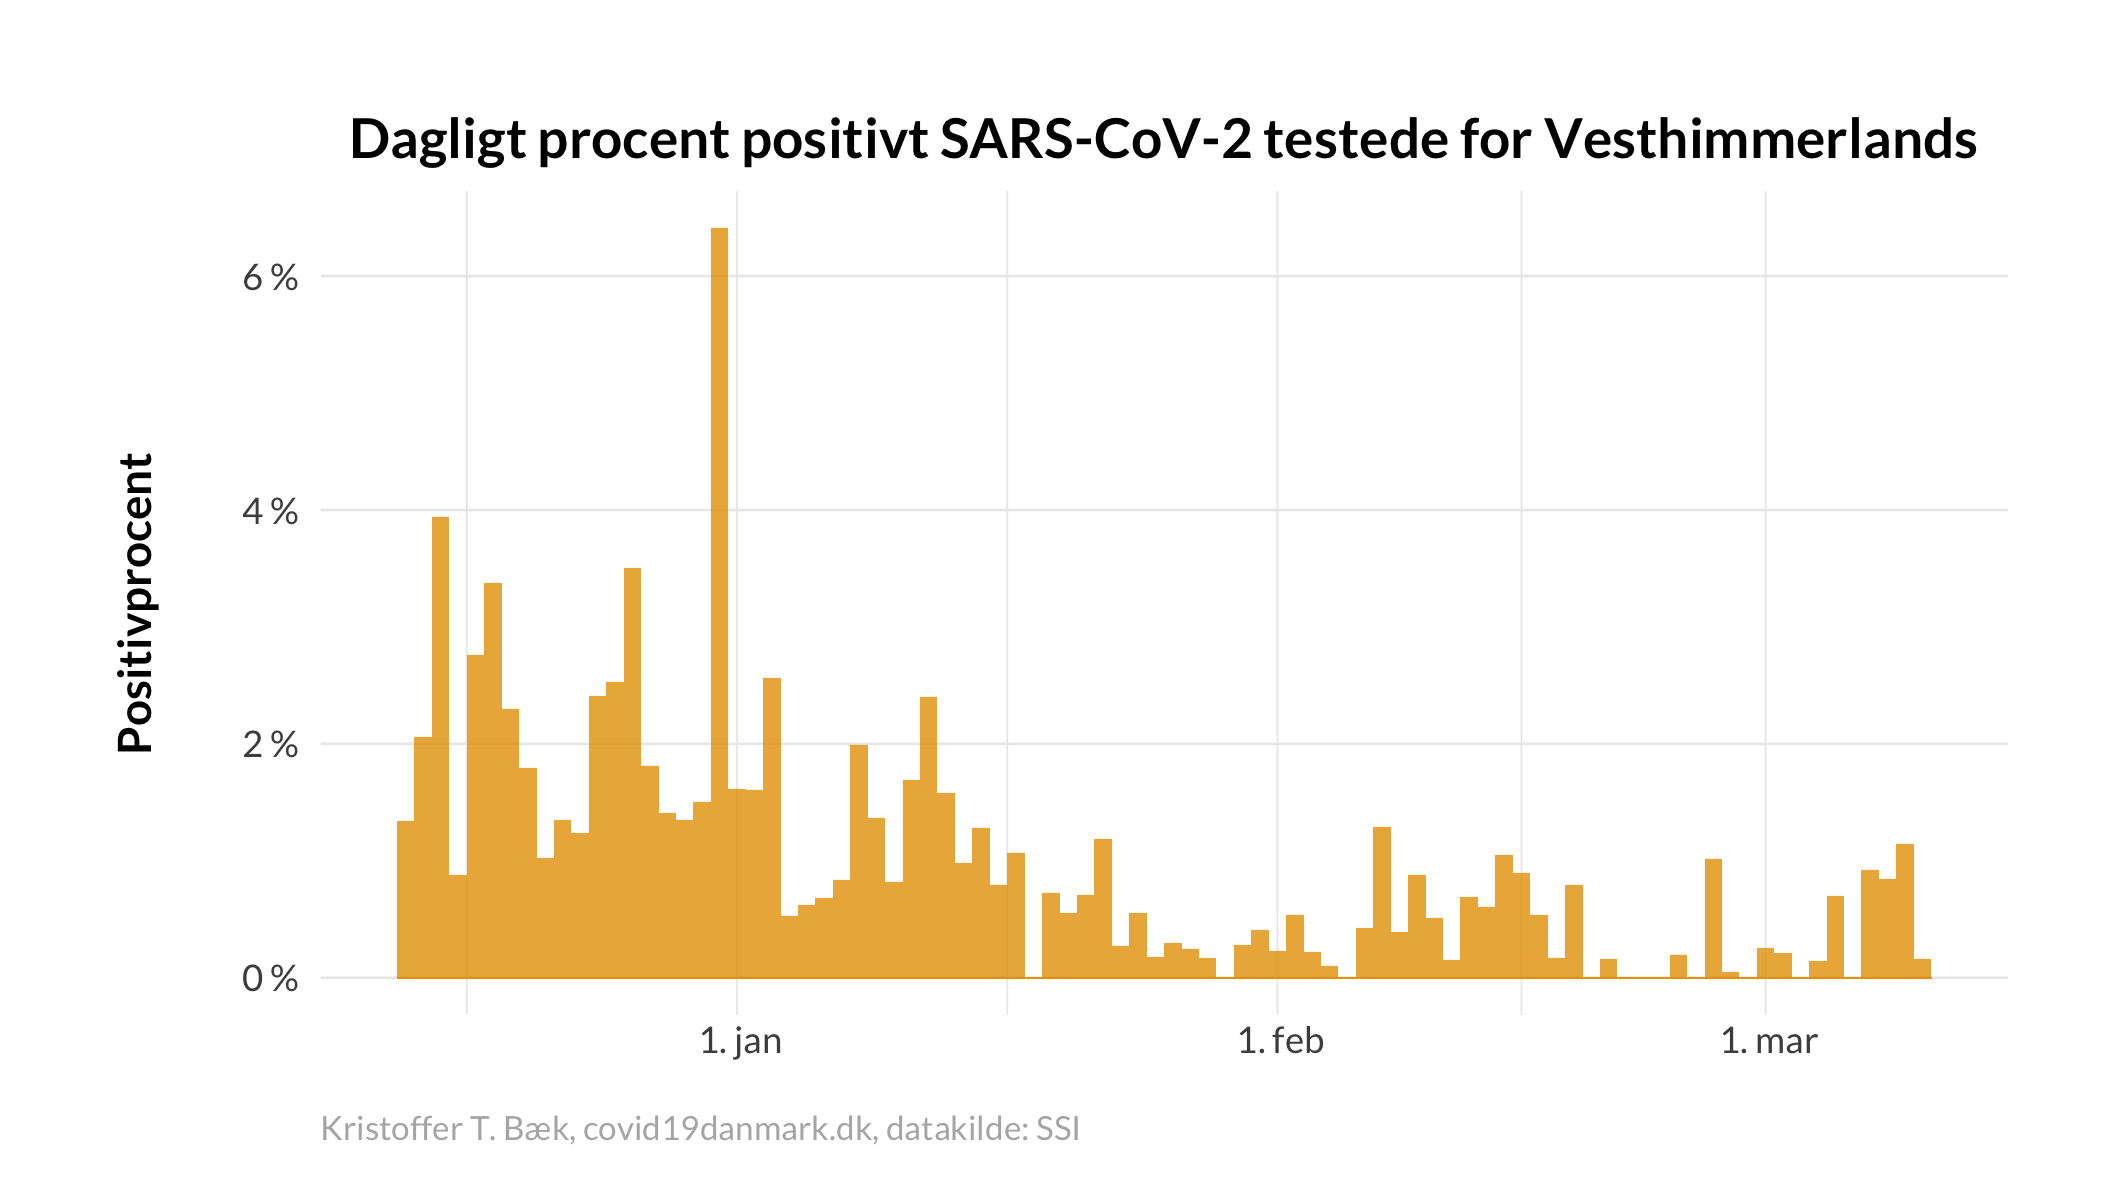 Dagligt procent positivt SARS-CoV-2 testede for Vesthimmerlands
Positivprocent
6 %
4 %
2 %
0 %
1. jan
1. feb
1. mar
Kristoffer T. Bæk, covid19danmark.dk, datakilde: SSI